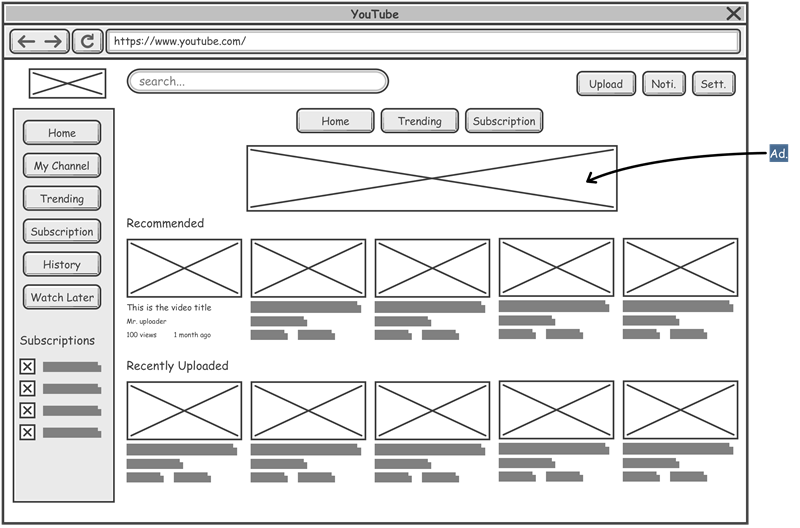 YouTube
https://www.youtube.com/
search...
Upload
Noti.
Sett.
Home
Trending
Subscription
Ad.
Home
My Channel
Trending
Subscription
History
Watch Later
Subscriptions
Recommended
This is the video title
Mr. uploader
100 views 1 month ago
Recently Uploaded